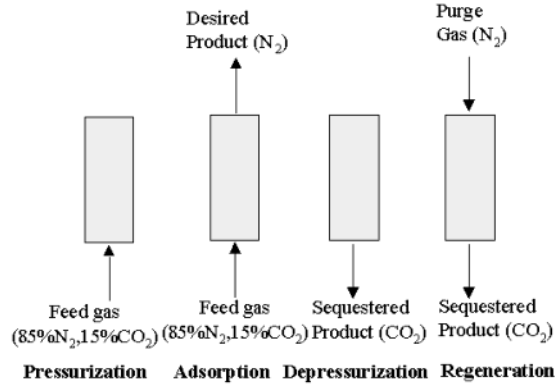 Desired
Product (N₂)
Purge
Gas (N₂)
Feed gas
(85%N₂,15%CO₂)
Feed gas
(85%N₂,15%CO₂)
Sequestered
Product (CO₂)
Sequestered
Product (CO₂)
Pressurization
Adsorption
Depressurization
Regeneration